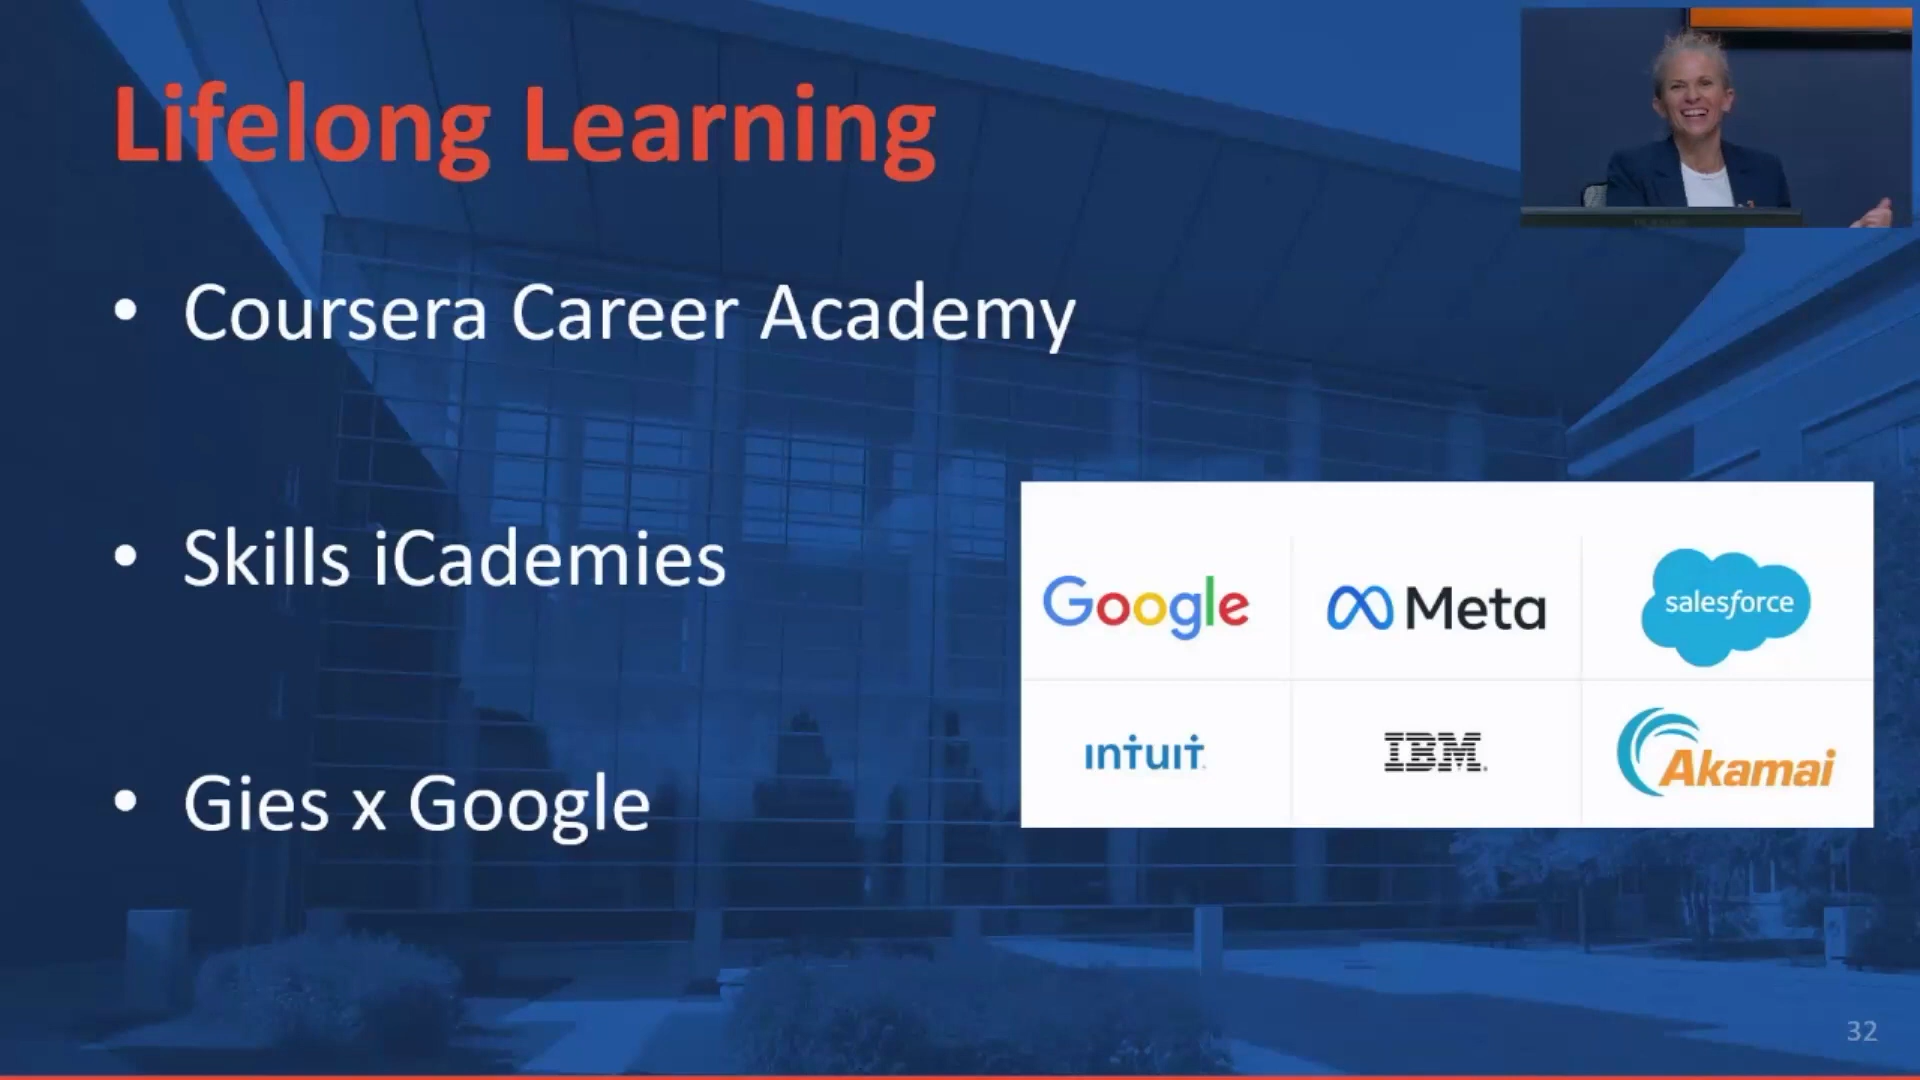 Lifelong Learning
• Coursera Career Academy
• Skills iCademies
• Gies x Google
Google
Meta
salesforce
intuit
IBM
Akamai
32